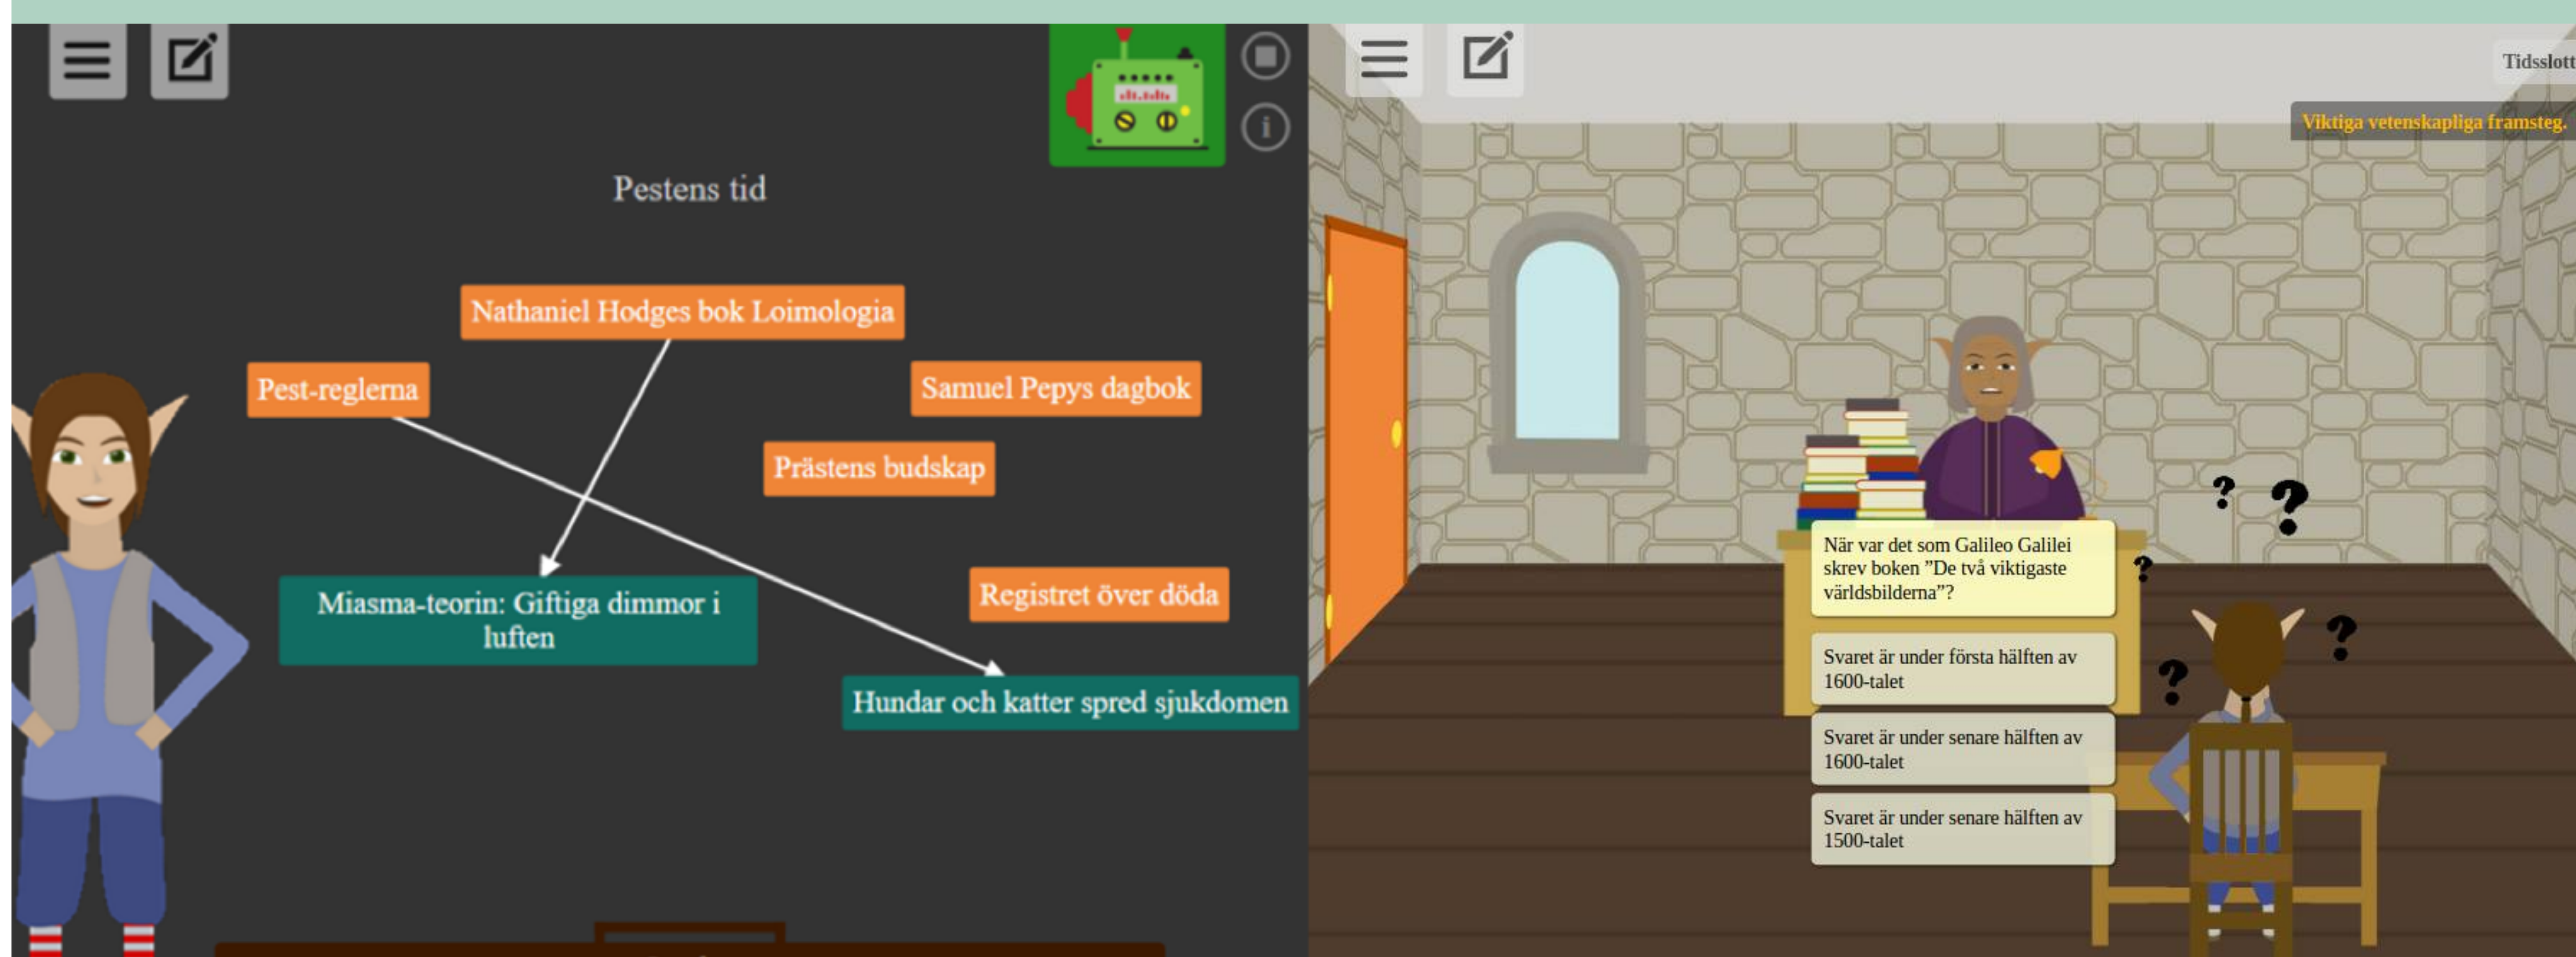 Pestens tid
Nathaniel Hodges bok Loimologia
Pest-reglerna
Samuel Pepys dagbok
Prästens budskap
Registret över döda
Miasma-teorin: Giftiga dimmor i
luften
Hundar och katter spred sjukdomen
i
Tidsslott
Viktiga vetenskapliga framsteg.
När var det som Galileo Galilei
skrev boken ”De två viktigaste
världsbilderna”?
Svaret är under första hälften av
1600-talet
Svaret är under senare hälften av
1600-talet
Svaret är under senare hälften av
1500-talet
?
?
?
?
?